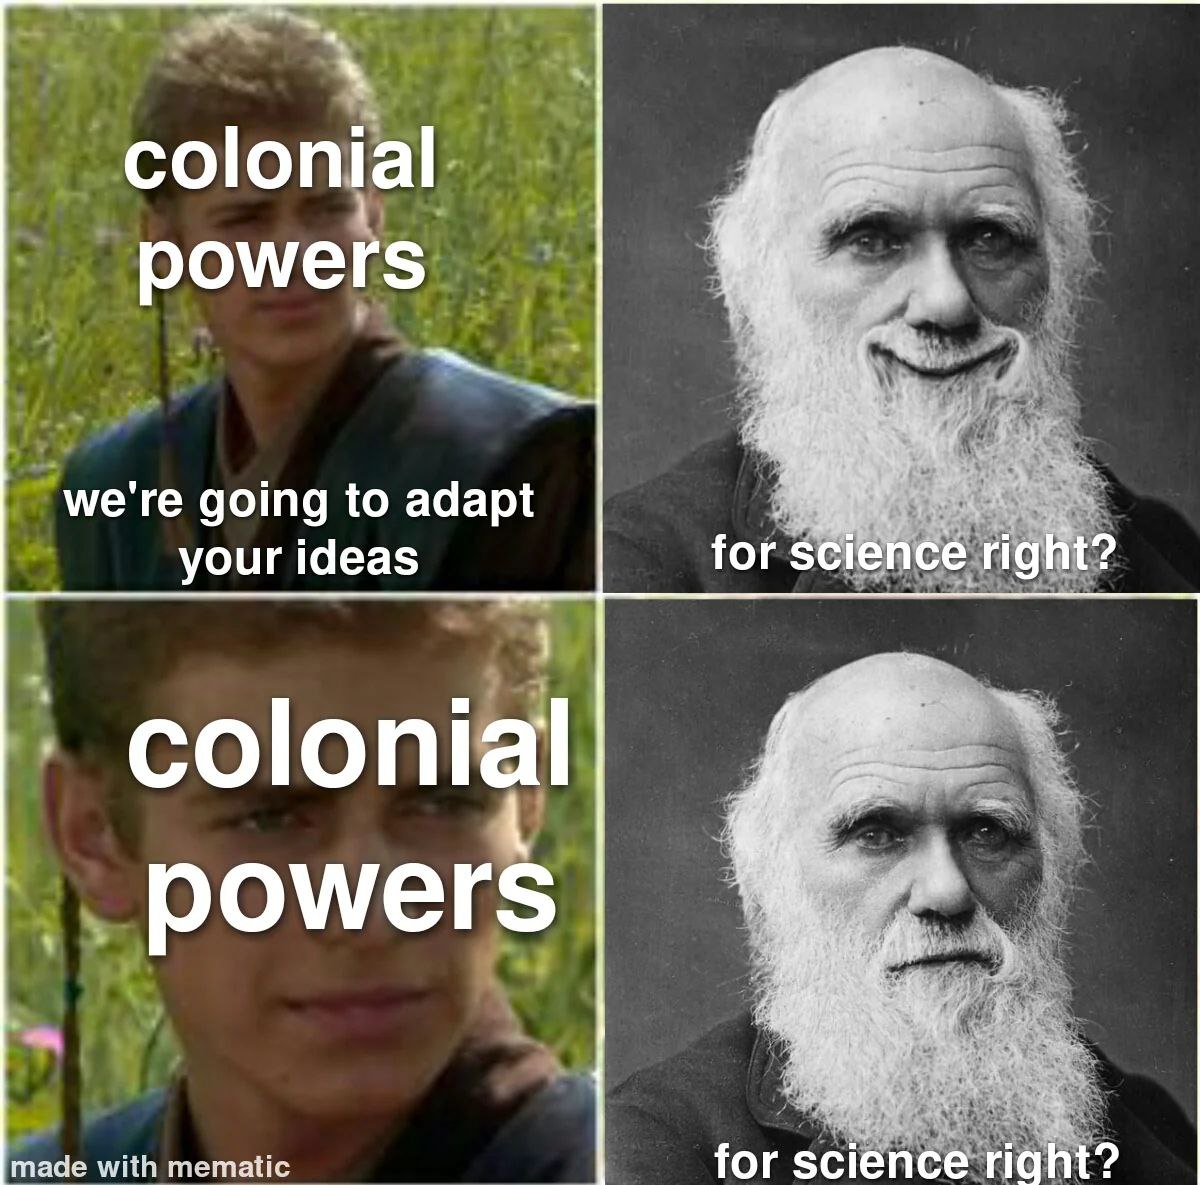 colonial
powers
we're going to adapt
your ideas
for science right?
colonial
powers
made with mematic
for science right?